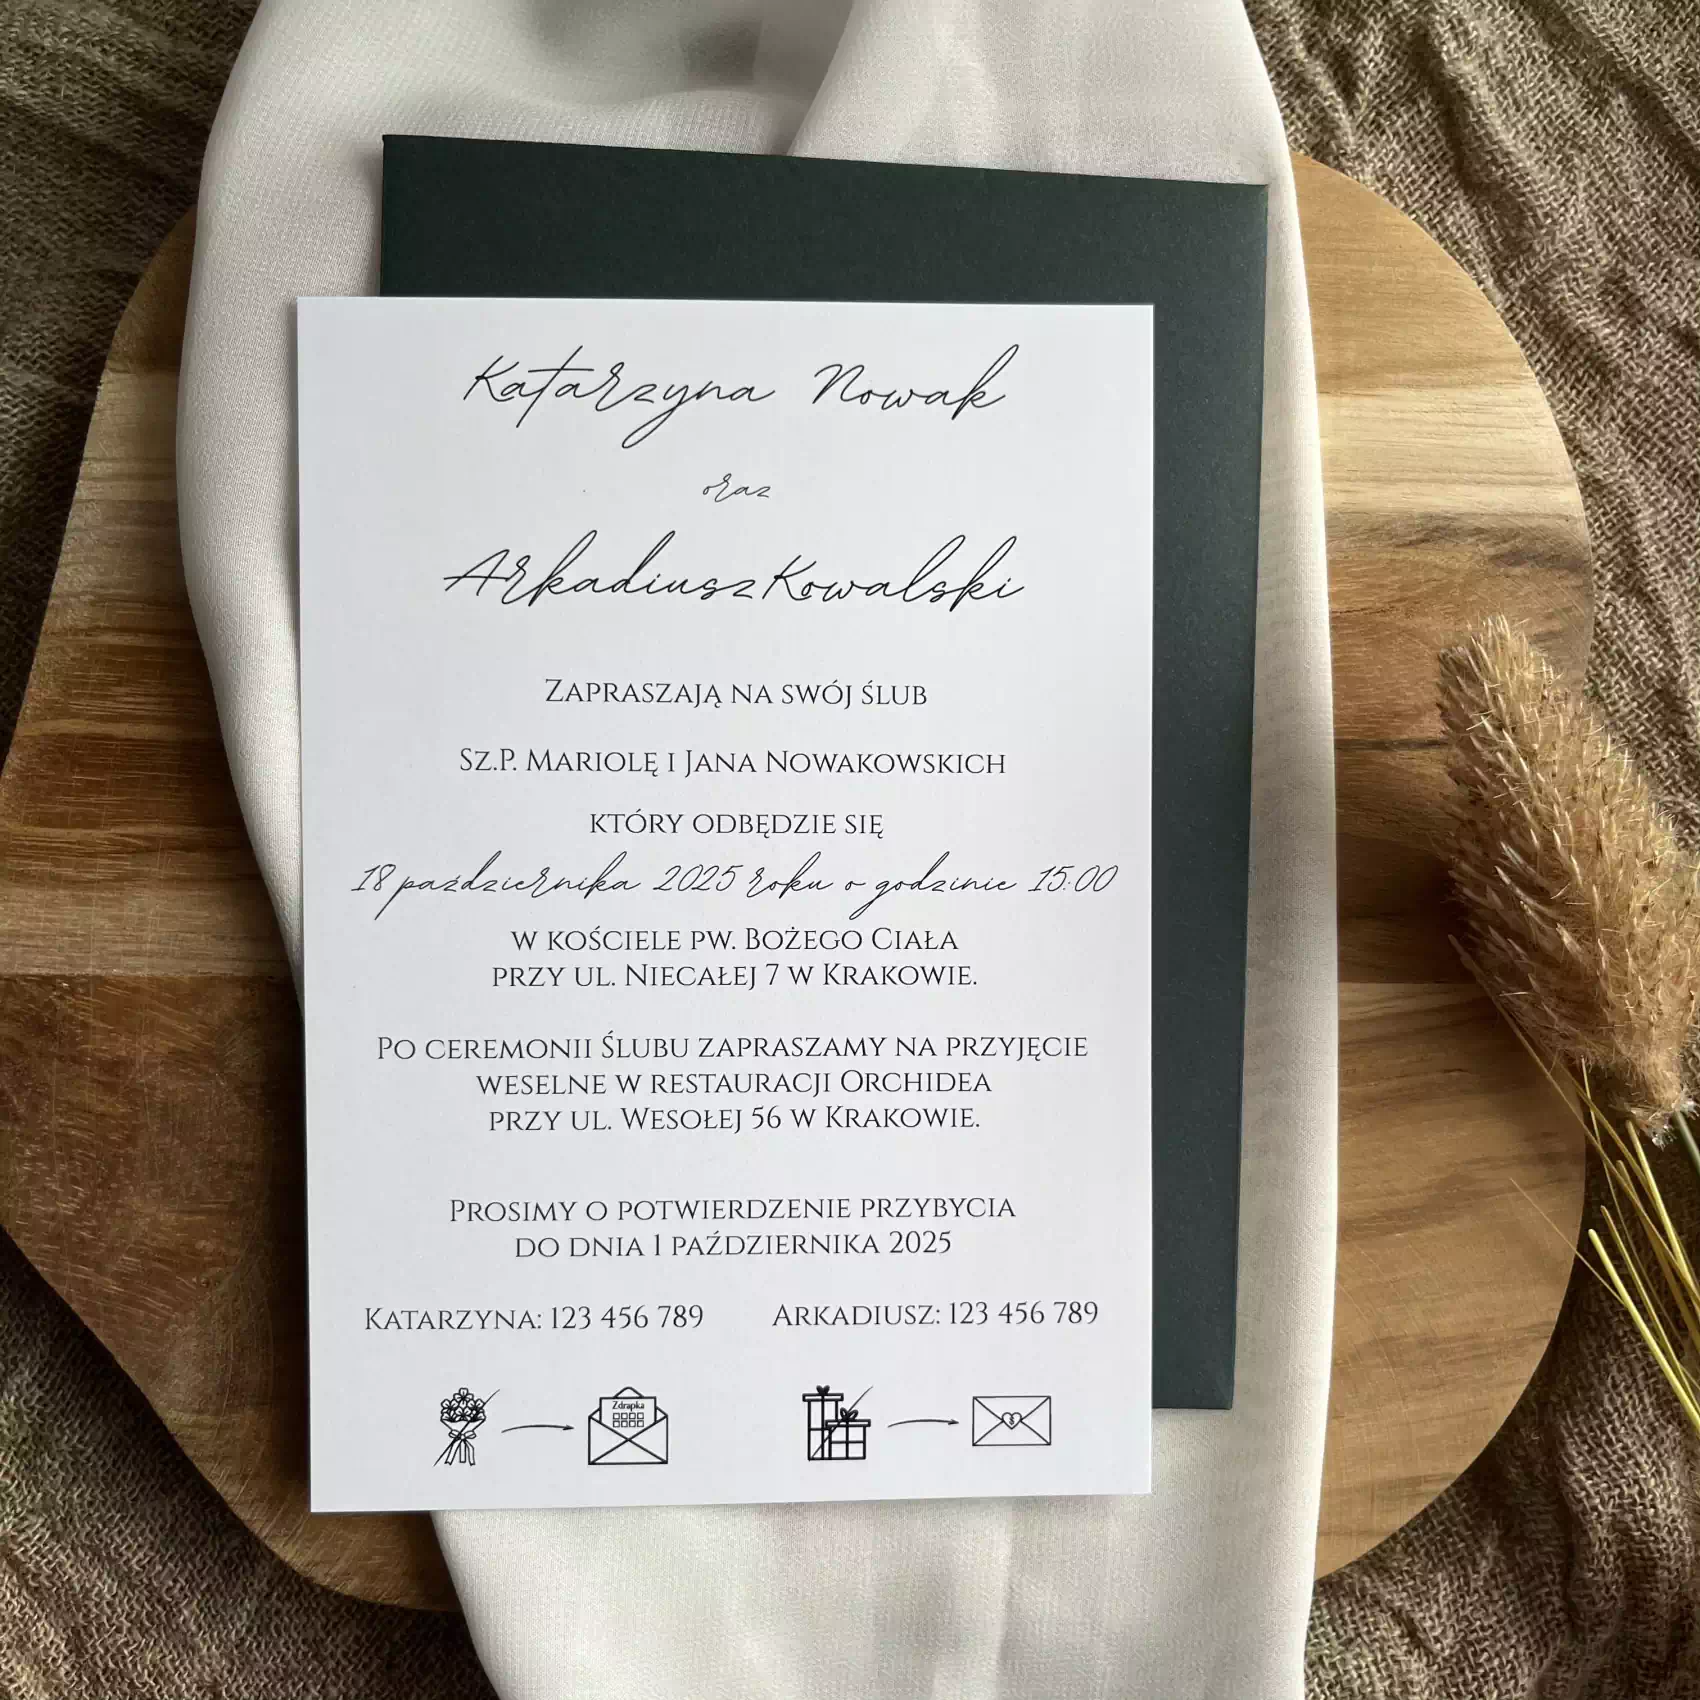 Katarzyna Nowak
oraz
Arkadiusz Kowalski
Zapraszają na swój ślub
Sz.P. Mariolę i Jana Nowakowskich
który odbędzie się
18 października 2025 roku o godzinie 15:00
w kościele pw. Bożego Ciała
przy ul. Niecałej 7 w Krakowie.
Po ceremonii Ślubu zapraszamy na przyjęcie
weselne w restauracji Orchidea
przy ul. Wesołej 56 w Krakowie.
Prosimy o potwierdzenie przybycia
do dnia 1 października 2025
Katarzyna: 123 456 789 Arkadiusz: 123 456 789
Zdrapka
$